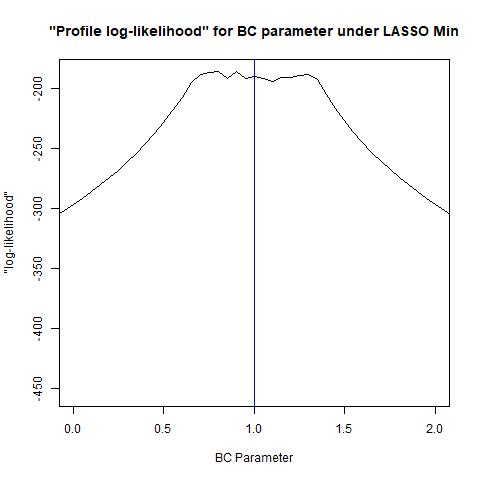 "Profile log-likelihood" for BC parameter under LASSO Min
-200
-250
-300
-350
-400
-450
"log-likelihood"
0.0 0.5 1.0 1.5 2.0
BC Parameter